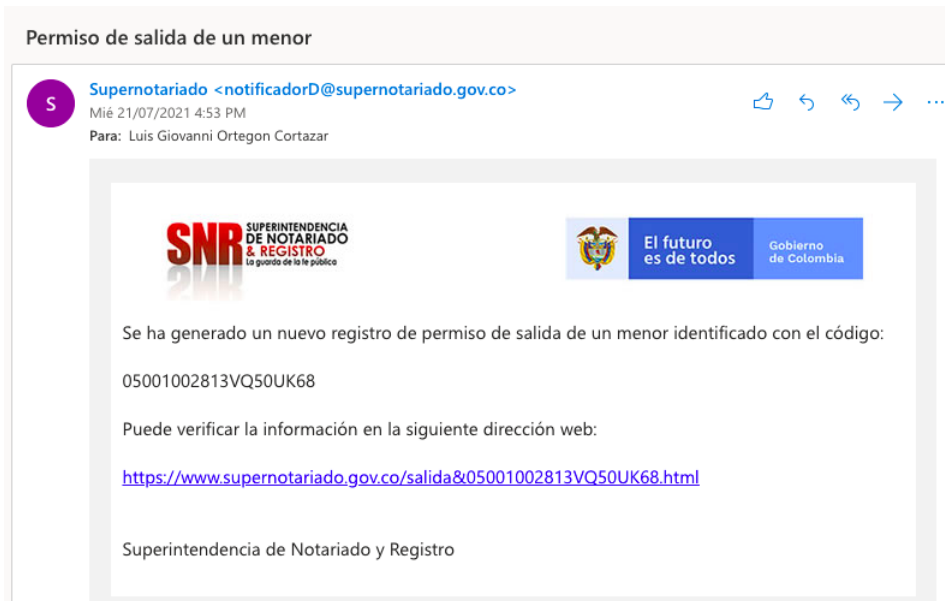 Permiso de salida de un menor
S
Supernotariado <notificadorD@supernotariado.gov.co>
Mié 21/07/2021 4:53 PM
Para: Luis Giovanni Ortegon Cortazar
SNR SUPERINTENDENCIA
DE NOTARIADO
& REGISTRO
La guarda de la fe pública
El futuro
es de todos
Gobierno
de Colombia
Se ha generado un nuevo registro de permiso de salida de un menor identificado con el código:
05001002813VQ50UK68
Puede verificar la información en la siguiente dirección web:
https://www.supernotariado.gov.co/salida&05001002813VQ50UK68.html
Superintendencia de Notariado y Registro